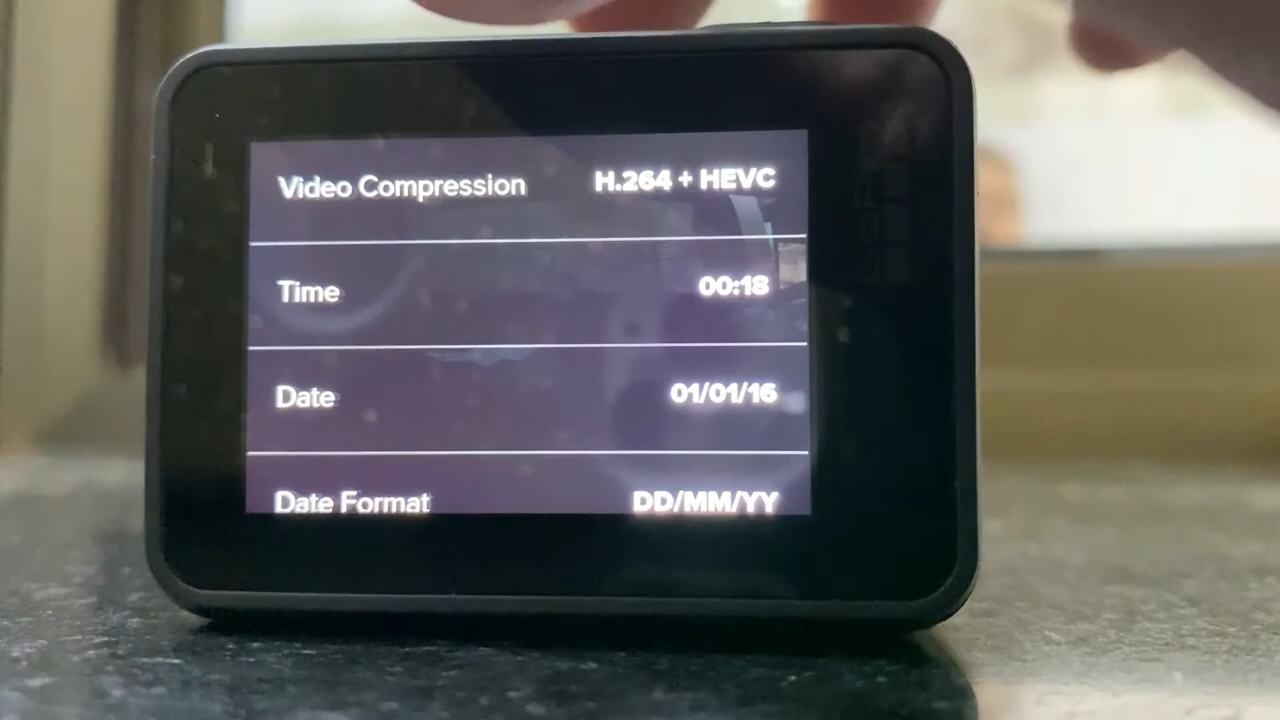 Video Compression H.264 + HEVC
Time 00:18
Date 01/01/16
Date Format DD/MM/YY